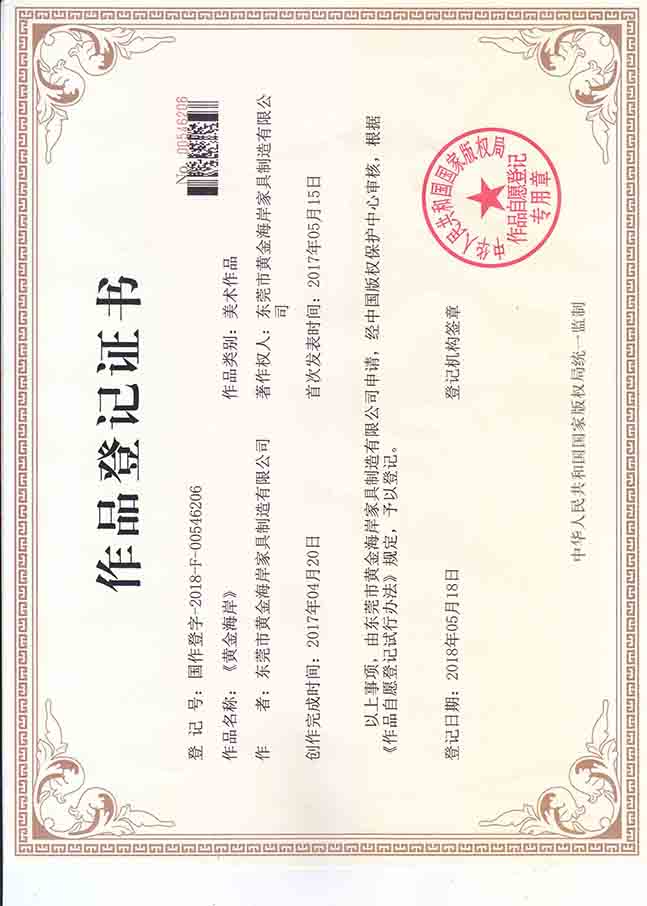 No 00546206
作品登记证书
登 记 号：国作登字-2018-F-00546206
作品名称：《黄金海岸》
作品类别：美术作品
作 者：东莞市黄金海岸家具制造有限公司
著作权人：东莞市黄金海岸家具制造有限公
司
创作完成时间：2017年04月20日
首次发表时间：2017年05月15日
以上事项，由东莞市黄金海岸家具制造有限公司申请，经中国版权保护中心审核，根据
《作品自愿登记试行办法》规定，予以登记。
登记日期：2018年05月18日
登记机构签章
中华人民共和国国家版权局
作品自愿登记
专用章
中华人民共和国国家版权局统一监制